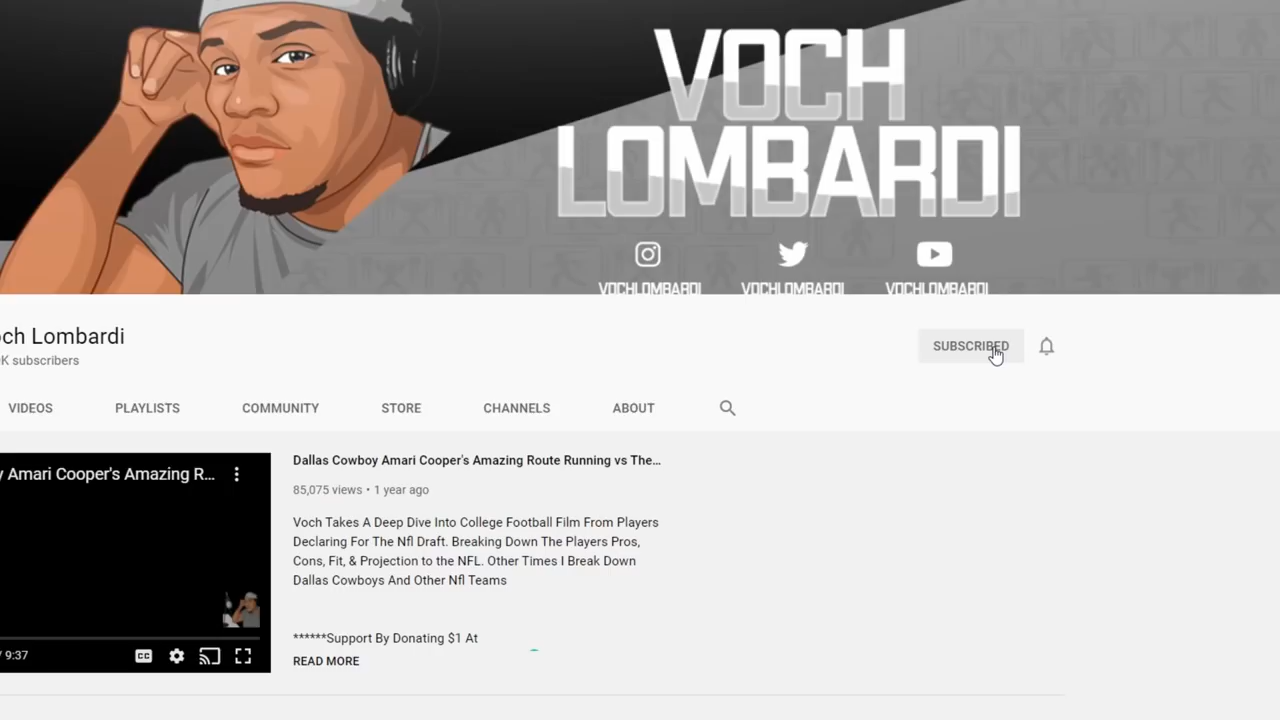 VOCH
LOMBARDI
VOCHLOMBARDI VOCHLOMBARDI VOCHLOMBARDI
ch Lombardi
K subscribers
SUBSCRIBED
VIDEOS PLAYLISTS COMMUNITY STORE CHANNELS ABOUT
y Amari Cooper's Amazing R...
Dallas Cowboy Amari Cooper's Amazing Route Running vs The...
85,075 views • 1 year ago
Voch Takes A Deep Dive Into College Football Film From Players
Declaring For The Nfl Draft. Breaking Down The Players Pros,
Cons, Fit, & Projection to the NFL. Other Times I Break Down
Dallas Cowboys And Other Nfl Teams
******Support By Donating $1 At
/ 9:37
CC
READ MORE